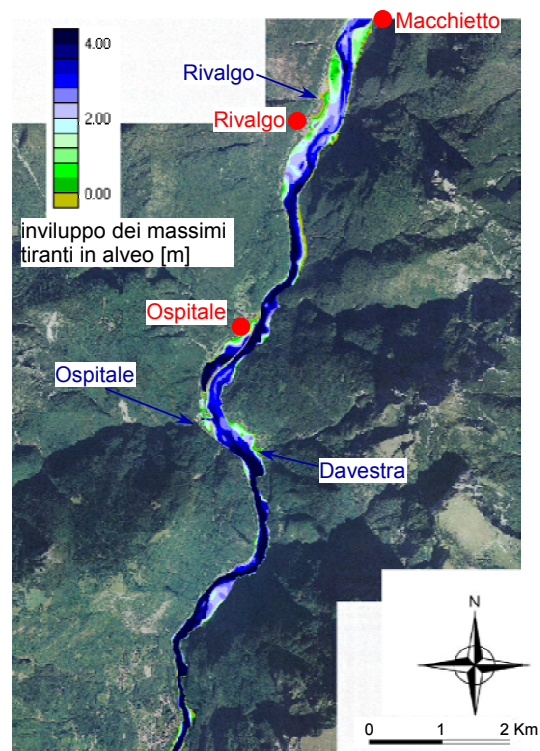 4.00
2.00
0.00
inviluppo dei massimi
tiranti in alveo [m]
Macchietto
Rivalgo
Rivalgo
Ospitale
Ospitale
Davestra
N
0 1 2 Km